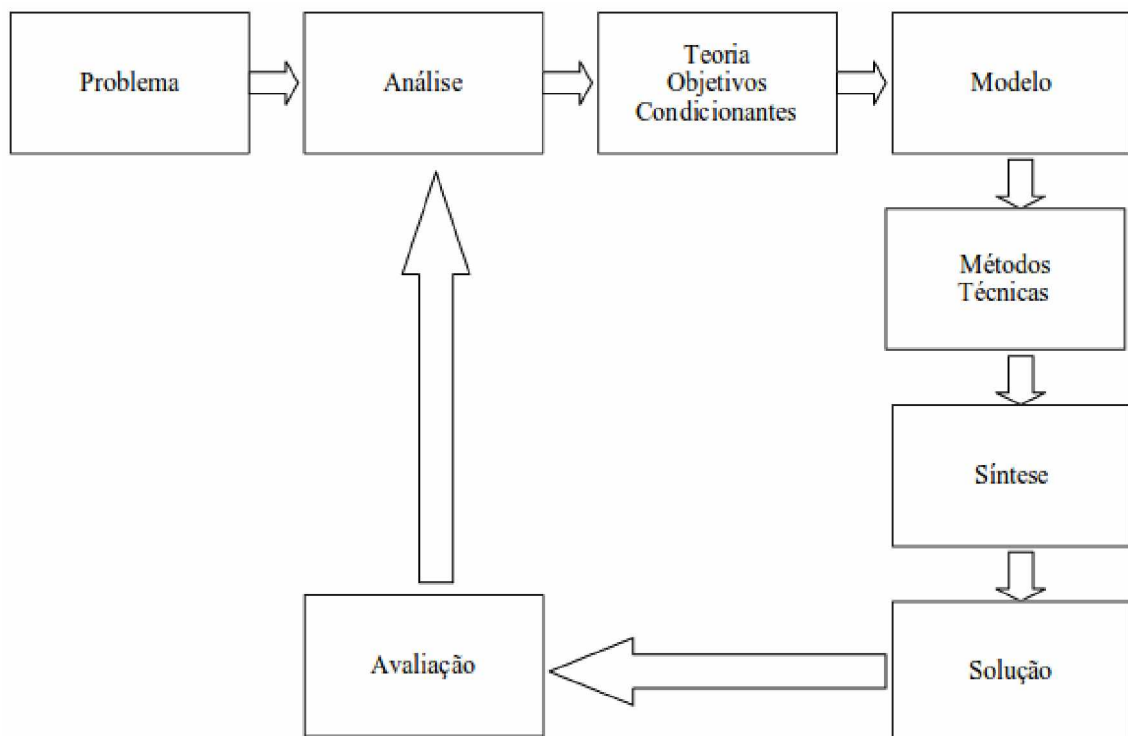 Problema
Análise
Teoria
Objetivos
Condicionantes
Modelo
Métodos
Técnicas
Síntese
Solução
Avaliação